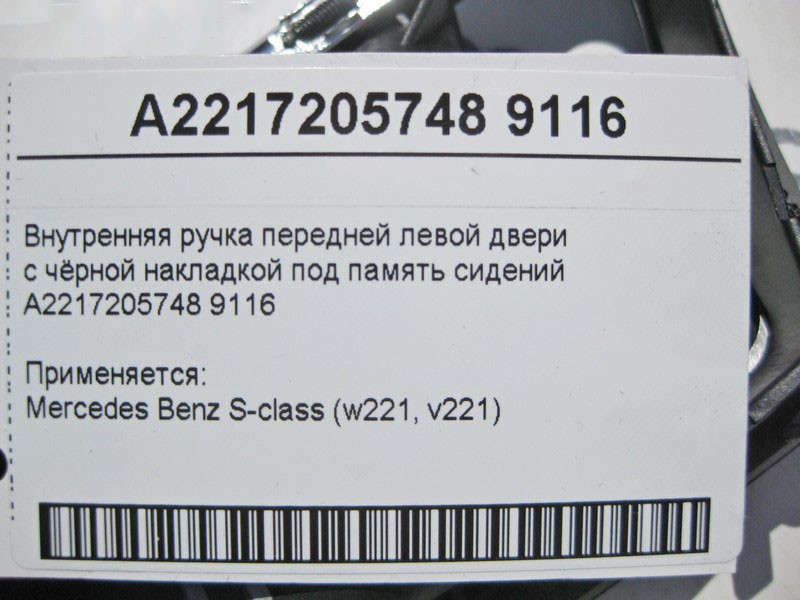 A2217205748 9116
Внутренняя ручка передней левой двери
с чёрной накладкой под память сидений
A2217205748 9116
Применяется:
Mercedes Benz S-class (w221, v221)